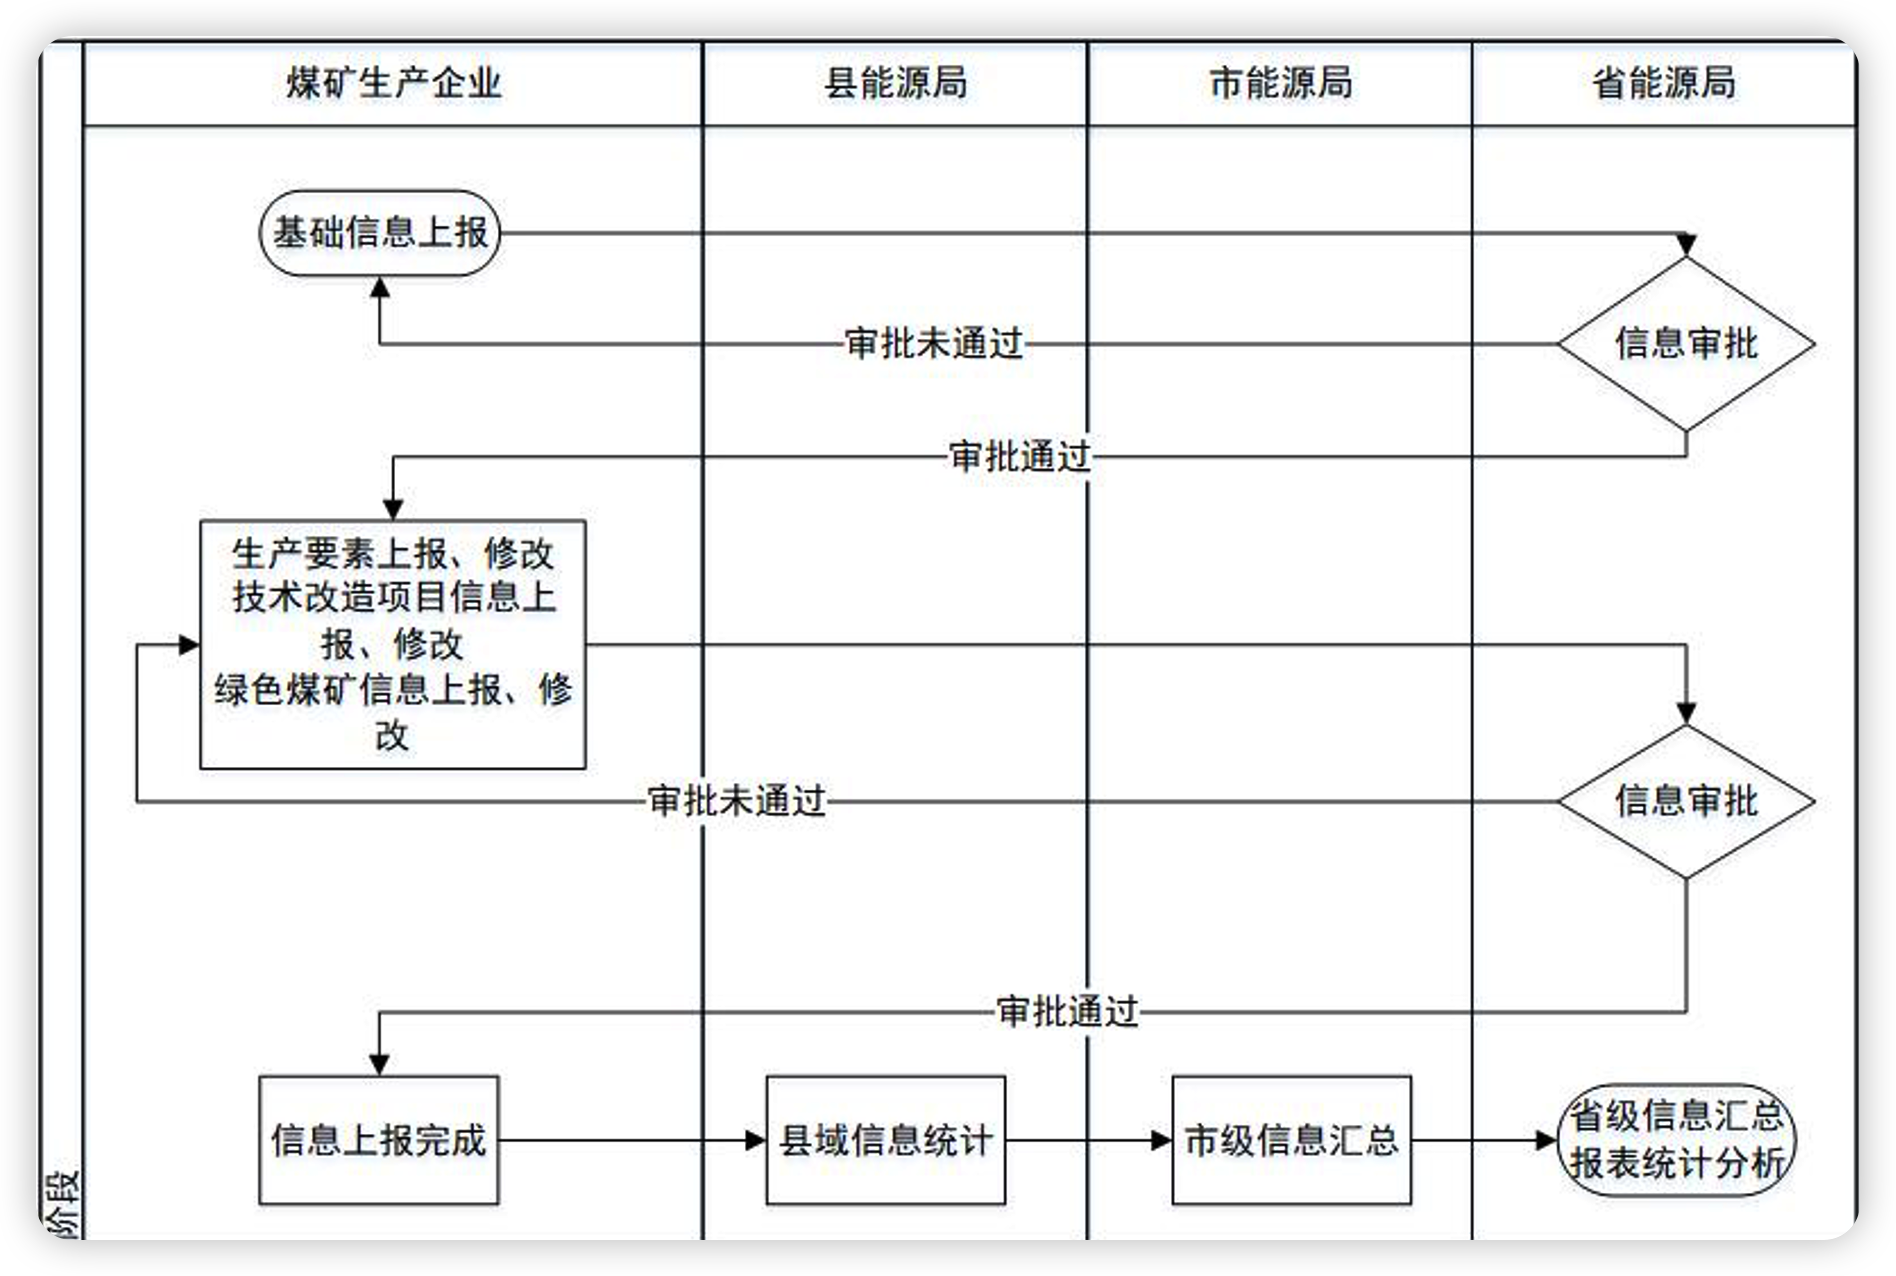 煤矿生产企业
县能源局
市能源局
省能源局
基础信息上报
审批未通过
信息审批
审批通过
生产要素上报、修改
技术改造项目信息上
报、修改
绿色煤矿信息上报、修
改
审批未通过
信息审批
审批通过
信息上报完成
县域信息统计
市级信息汇总
省级信息汇总
报表统计分析
阶段